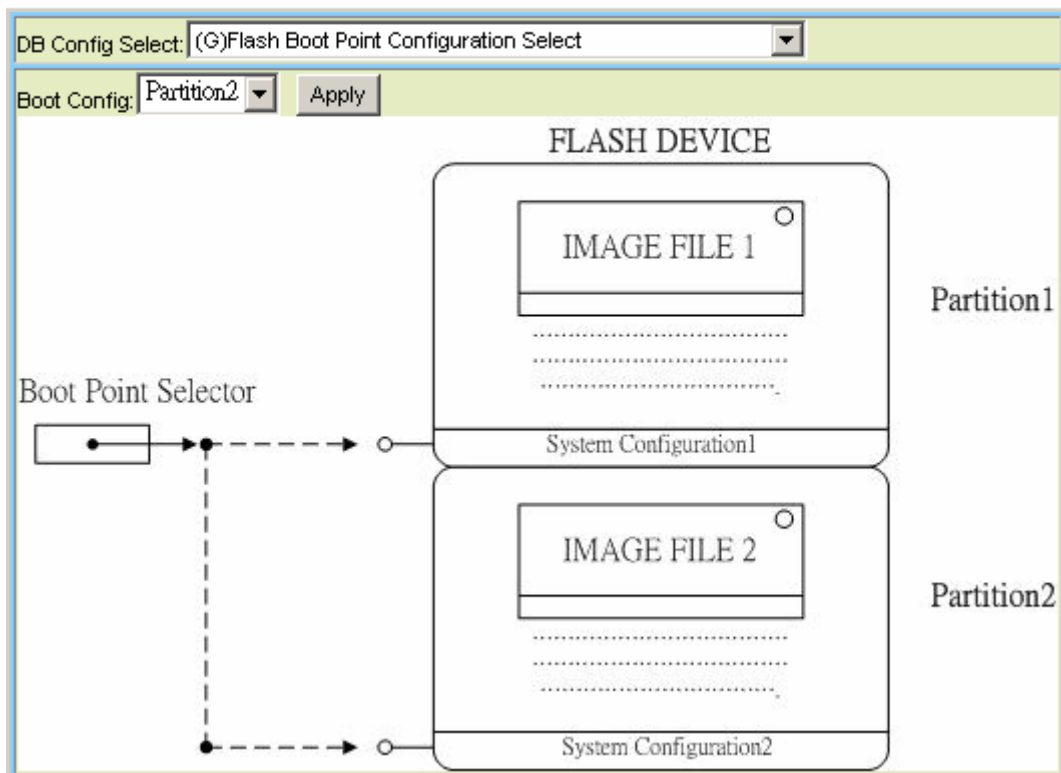 DB Config Select: (G)Flash Boot Point Configuration Select
Boot Config: Partition2 Apply
FLASH DEVICE
IMAGE FILE 1
Partition1
Boot Point Selector
System Configuration1
IMAGE FILE 2
Partition2
System Configuration2